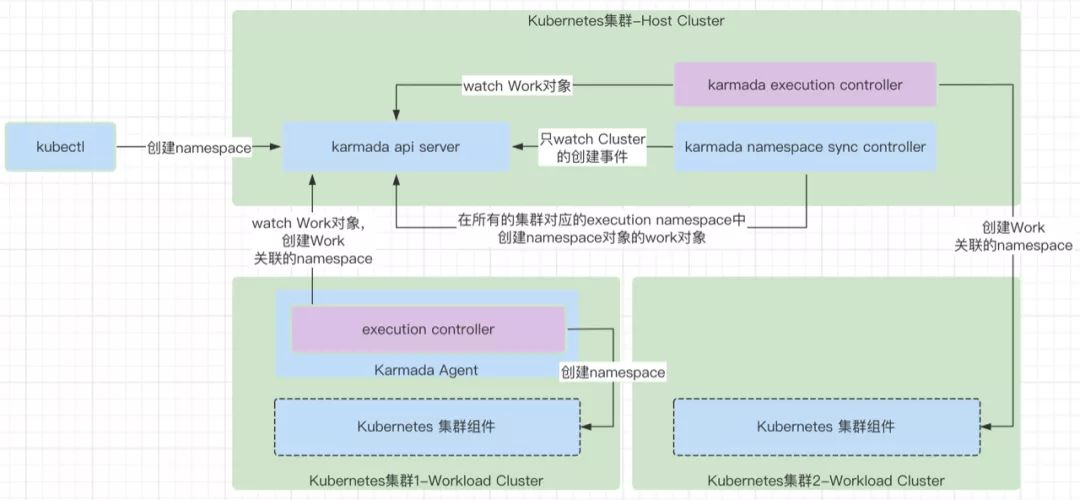 Kubernetes集群-Host Cluster
watch Work对象
karmada execution controller
kubectl
创建namespace
karmada api server
只watch Cluster
的创建事件
karmada namespace sync controller
watch Work对象,
创建Work
关联的namespace
在所有的集群对应的execution namespace中
创建namespace对象的work对象
创建Work
关联的namespace
execution controller
Karmada Agent
创建namespace
Kubernetes 集群组件
Kubernetes集群1-Workload Cluster
Kubernetes 集群组件
Kubernetes集群2-Workload Cluster